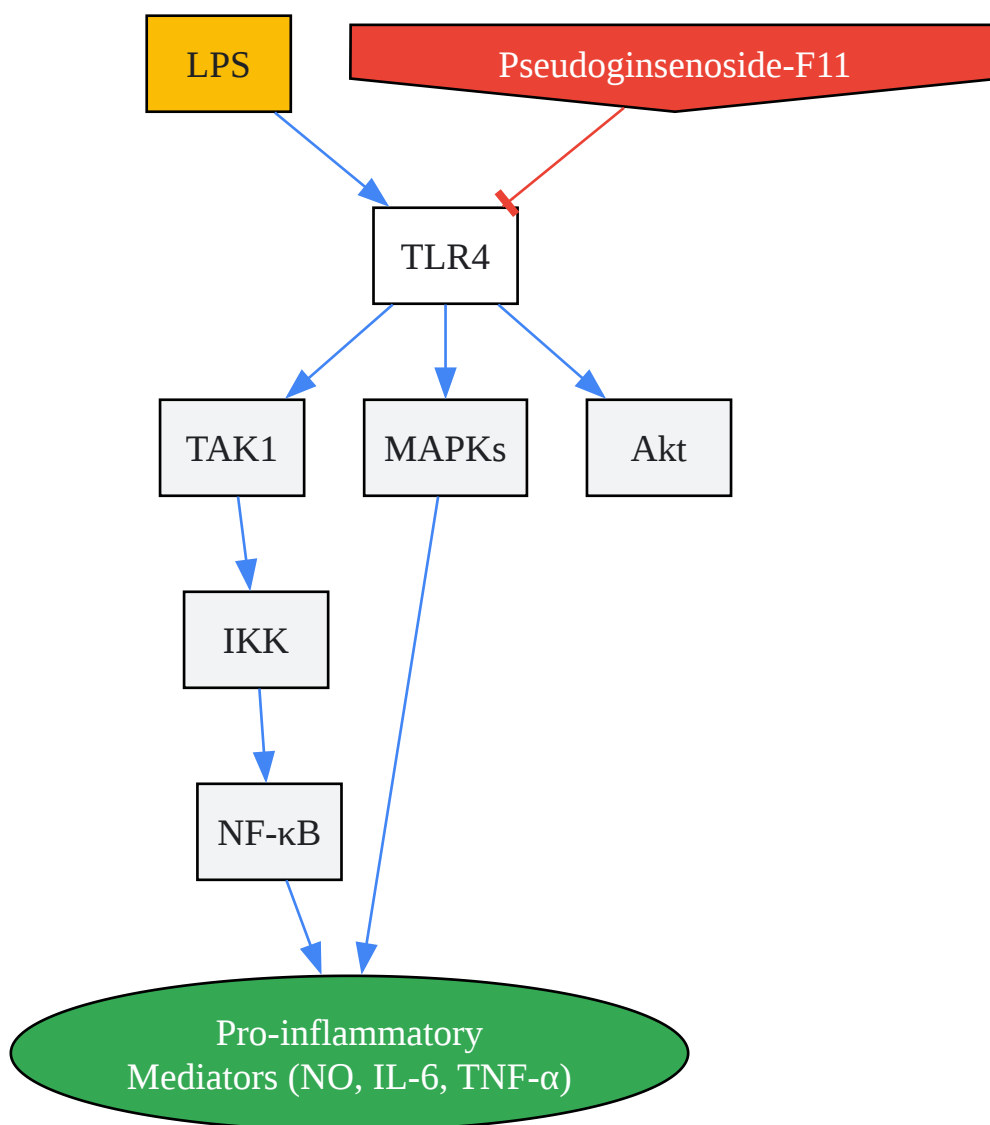 LPS
Pseudoginsenoside-F11
TLR4
TAK1
MAPKs
Akt
IKK
NF-κB
Pro-inflammatory
Mediators (NO, IL-6, TNF-α)